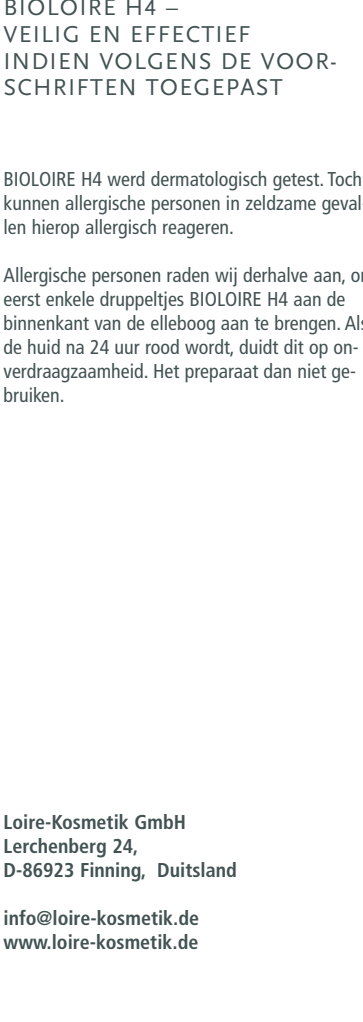 BIOLOIRE H4 –
VEILIG EN EFFECTIEF
INDIEN VOLGENS DE VOOR-
SCHRIFTEN TOEGEPAST
BIOLOIRE H4 werd dermatologisch getest. Toch
kunnen allergische personen in zeldzame geval-
len hierop allergisch reageren.
Allergische personen raden wij derhalve aan,
eerst enkele druppeltjes BIOLOIRE H4 aan de
binnenkant van de elleboog aan te brengen. Als
de huid na 24 uur rood wordt, duidt dit op on-
verdraagzaamheid. Het preparaat dan niet ge-
bruiken.
Loire-Kosmetik GmbH
Lerchenberg 24,
D-86923 Finning, Duitsland
info@loire-kosmetik.de
www.loire-kosmetik.de